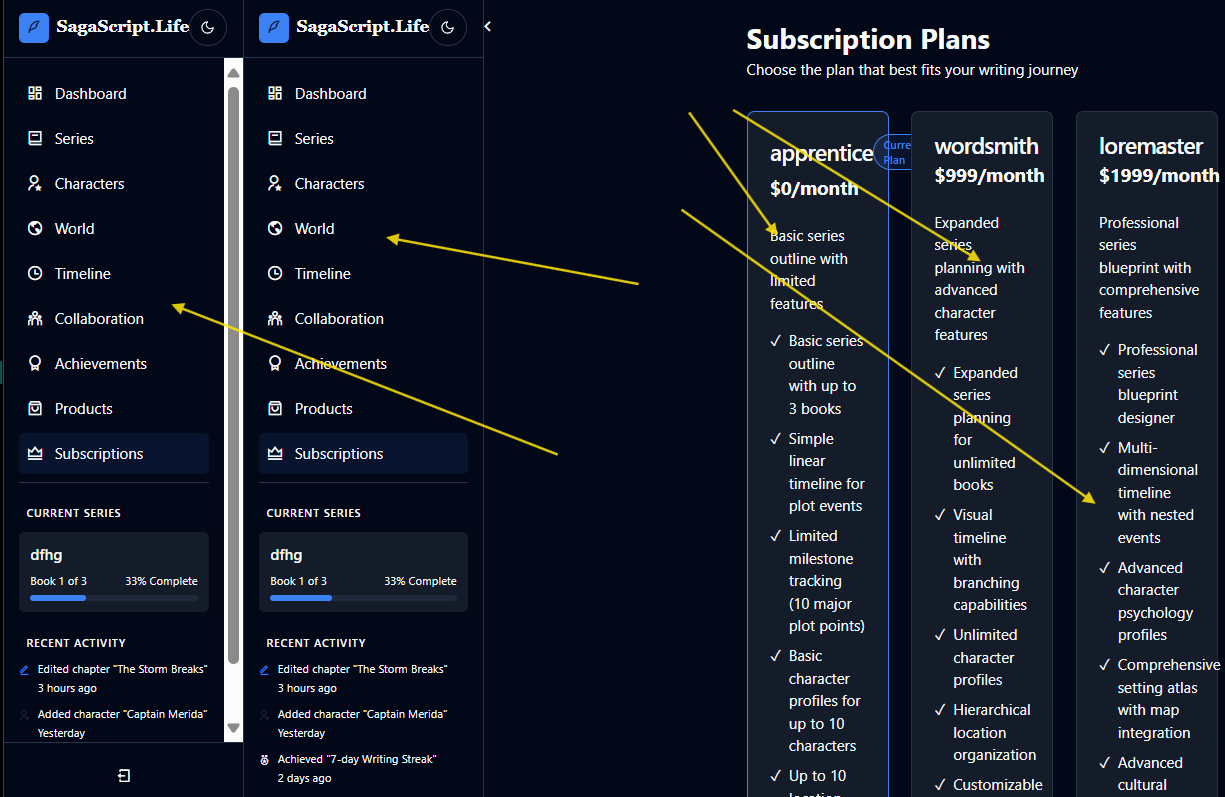 SagaScript.Life
Dashboard
Series
Characters
World
Timeline
Collaboration
Achievements
Products
Subscriptions
CURRENT SERIES
dfhg
Book 1 of 3 33% Complete
RECENT ACTIVITY
Edited chapter "The Storm Breaks"
3 hours ago
Added character "Captain Merida"
Yesterday
SagaScript.Life
Dashboard
Series
Characters
World
Timeline
Collaboration
Achievements
Products
Subscriptions
CURRENT SERIES
dfhg
Book 1 of 3 33% Complete
RECENT ACTIVITY
Edited chapter "The Storm Breaks"
3 hours ago
Added character "Captain Merida"
Yesterday
Achieved "7-day Writing Streak"
2 days ago
Subscription Plans
Choose the plan that best fits your writing journey
apprentice
Curre
Plan
$0/month
Basic series
outline with
limited
features
✓ Basic series
outline
with up to
3 books
✓ Simple
linear
timeline for
plot events
✓ Limited
milestone
tracking
(10 major
plot points)
✓ Basic
character
profiles for
up to 10
characters
✓ Up to 10
location
wordsmith
$999/month
Expanded
series
planning with
advanced
character
features
✓ Expanded
series
planning
for
unlimited
books
✓ Visual
timeline
with
branching
capabilities
✓ Unlimited
character
profiles
✓ Hierarchical
location
organization
✓ Customizable
loremaster
$1999/month
Professional
series
blueprint with
comprehensive
features
✓ Professional
series
blueprint
designer
✓ Multi-
dimensional
timeline
with nested
events
✓ Advanced
character
psychology
profiles
✓ Comprehensive
setting atlas
with map
integration
✓ Advanced
cultural